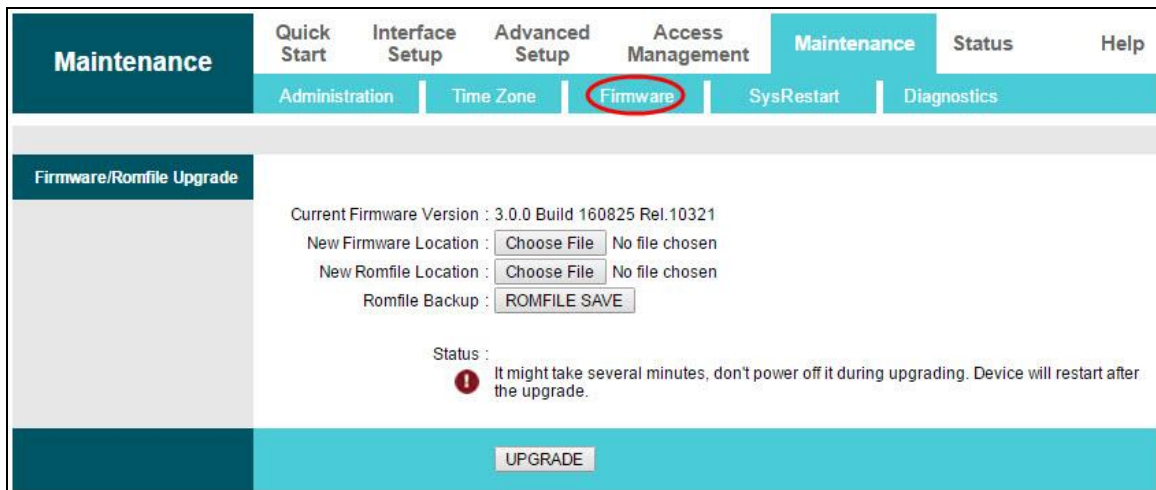 Maintenance
Quick Start
Interface Setup
Advanced Setup
Access Management
Maintenance
Status
Help
Administration
Time Zone
Firmware
SysRestart
Diagnostics
Firmware/Romfile Upgrade
Current Firmware Version : 3.0.0 Build 160825 Rel.10321
New Firmware Location : Choose File No file chosen
New Romfile Location : Choose File No file chosen
Romfile Backup : ROMFILE SAVE
Status :
It might take several minutes, don't power off it during upgrading. Device will restart after
the upgrade.
UPGRADE